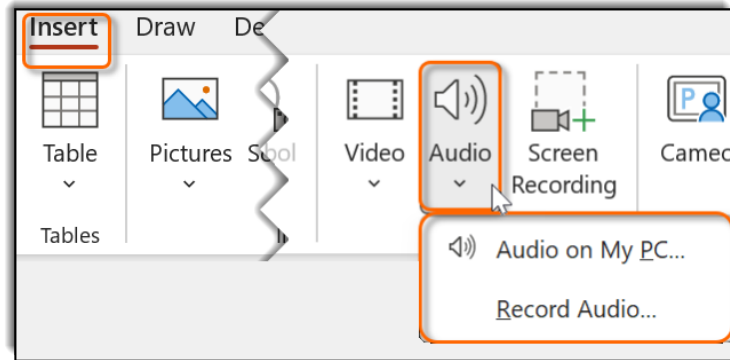 Insert Draw
Table Pictures Video Audio Screen Recording
Tables
Audio on My PC...
Record Audio...